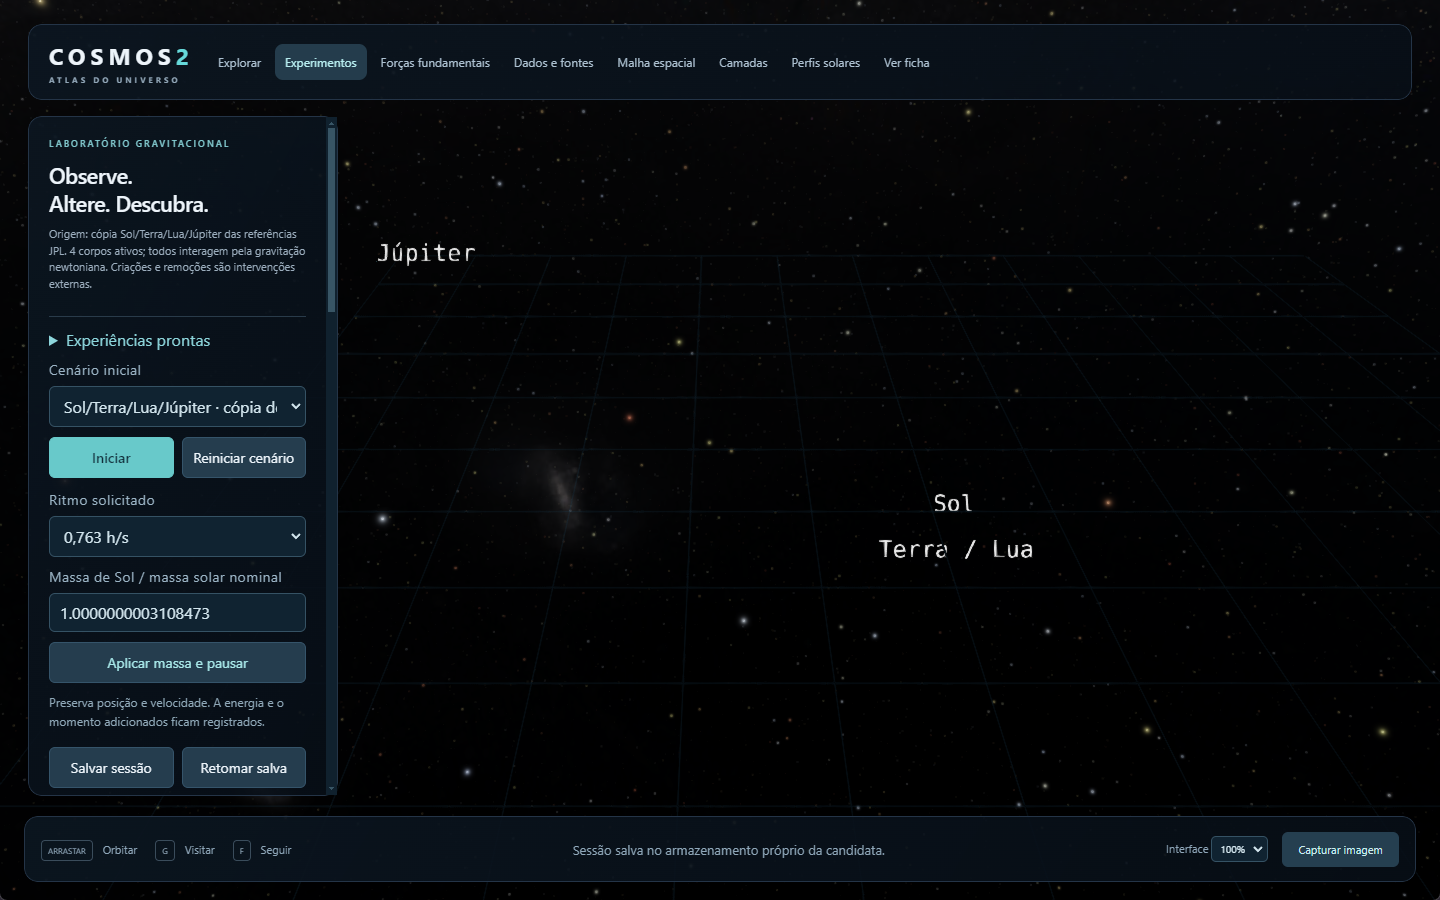 COSMOS2
ATLAS DO UNIVERSO
Explorar
Experimentos
Forças fundamentais
Dados e fontes
Malha espacial
Camadas
Perfis solares
Ver ficha
LABORATÓRIO GRAVITACIONAL
Observe.
Altere. Descubra.
Origem: cópia Sol/Terra/Lua/Júpiter das referências
JPL. 4 corpos ativos; todos interagem pela gravitação
newtoniana. Criações e remoções são intervenções
externas.
Experiências prontas
Cenário inicial
Sol/Terra/Lua/Júpiter · cópia de
Iniciar
Reiniciar cenário
Ritmo solicitado
0,763 h/s
Massa de Sol / massa solar nominal
1.0000000003108473
Aplicar massa e pausar
Preserva posição e velocidade. A energia e o
momento adicionados ficam registrados.
Salvar sessão
Retomar salva
Júpiter
Sol
Terra / Lua
ARRASTAR Orbitar
G Visitar
F Seguir
Sessão salva no armazenamento próprio da candidata.
Interface 100%
Capturar imagem